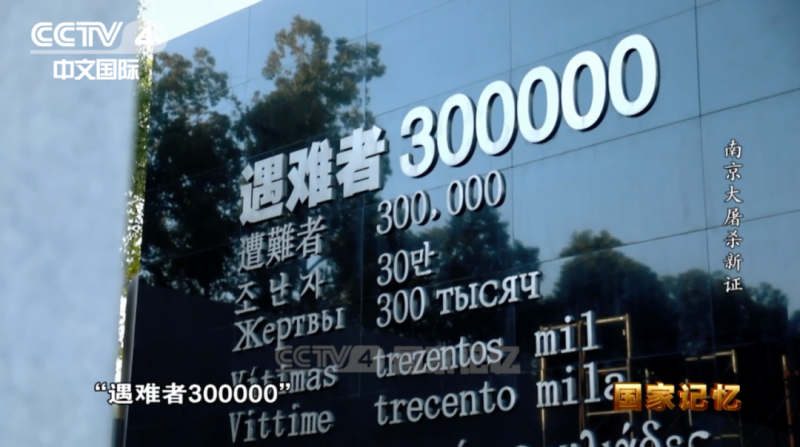 CCTV 4
中文国际
遇难者 300000
遭難者 300,000
조난자 30만
Жертвы 300 тысяч
Vítimas trezentos mil
Vittime trecento mila
南京大屠杀新证
CCTV4
“遇难者300000”
国家记忆